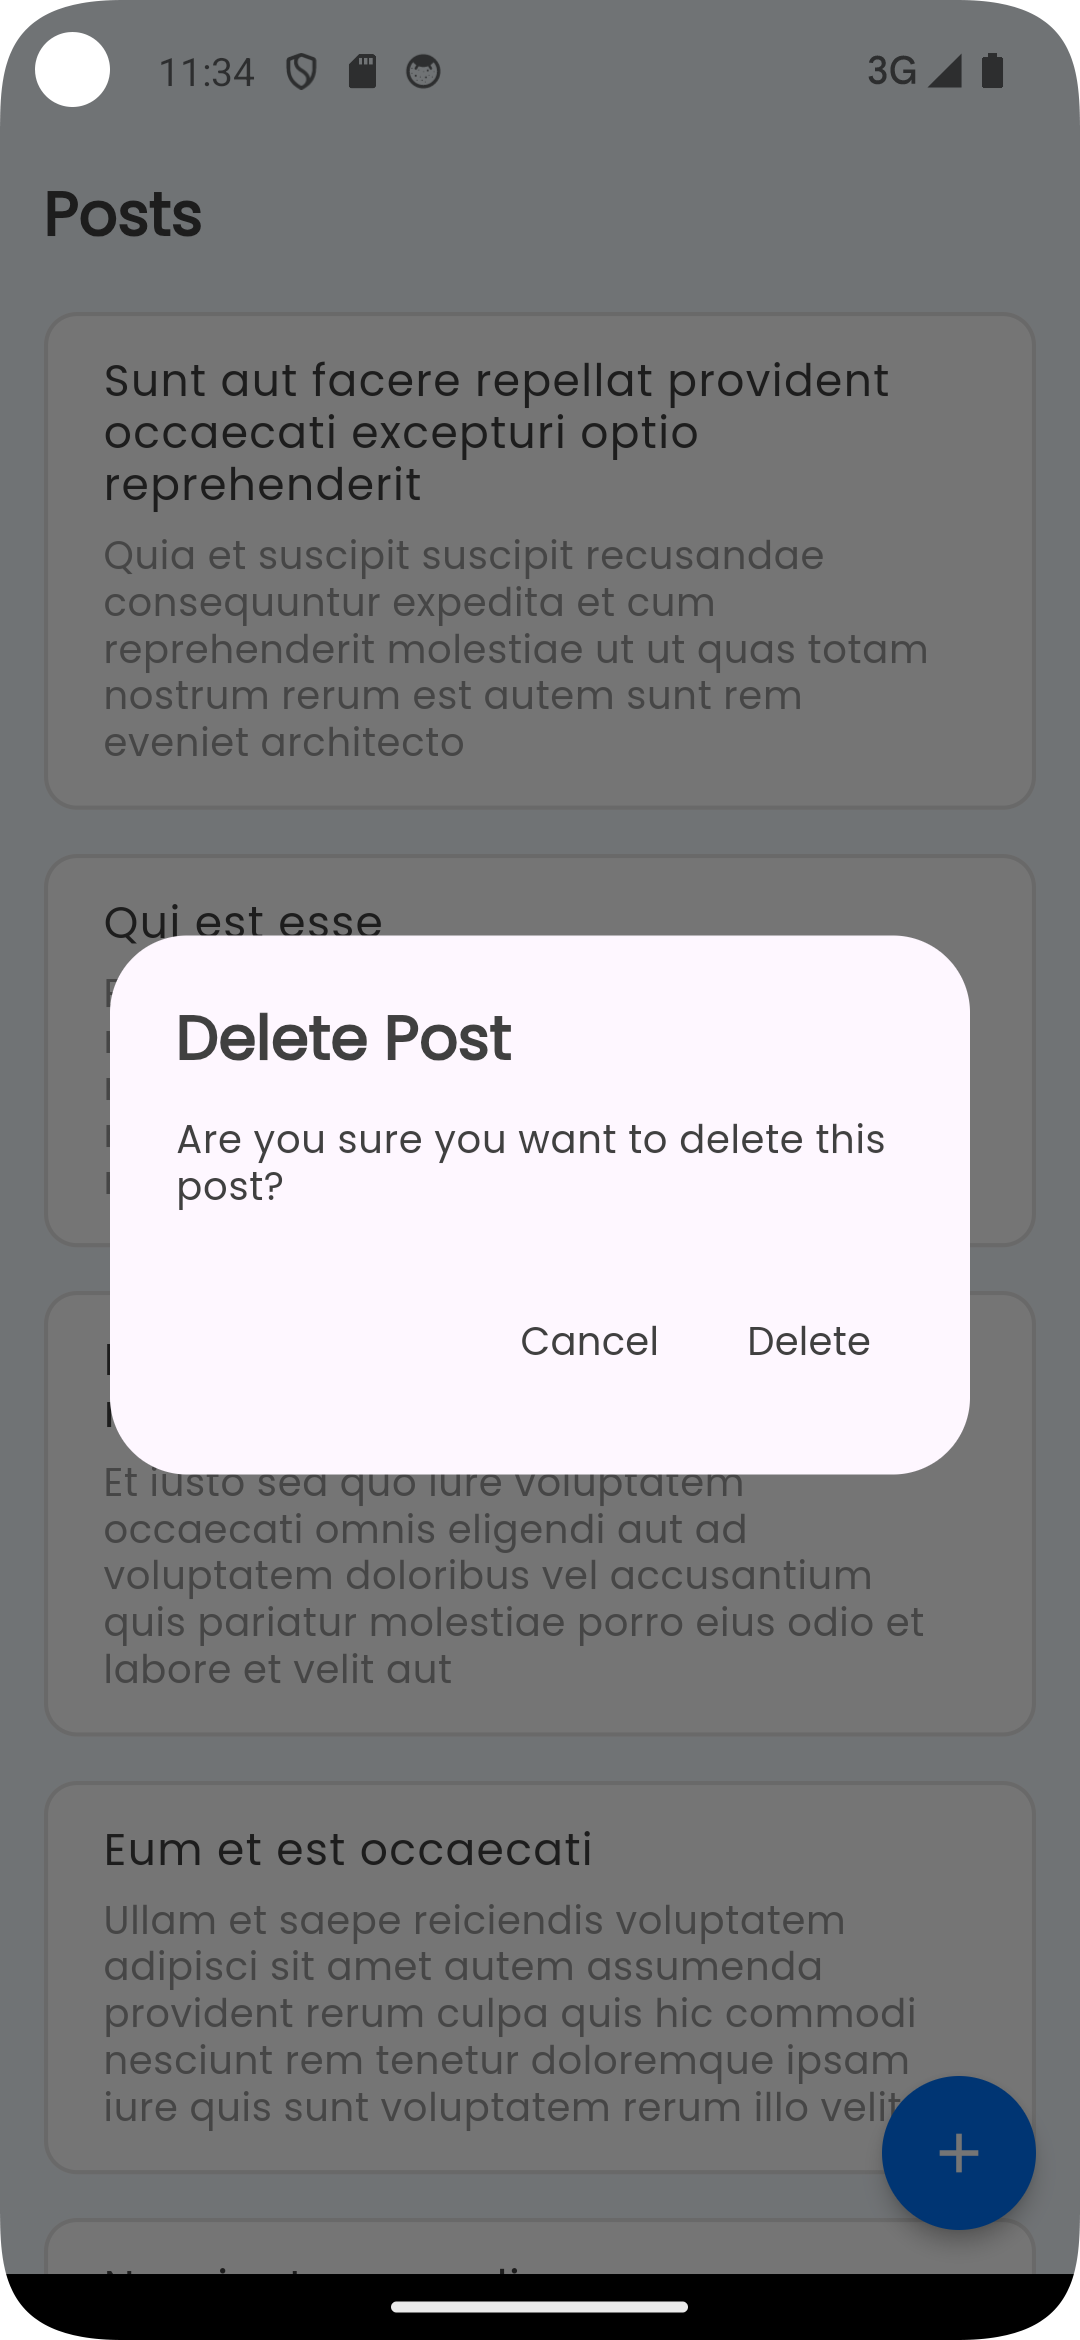 11:34
3G
Posts
Sunt aut facere repellat provident
occaecati excepturi optio
reprehenderit
Quia et suscipit suscipit recusandae
consequuntur expedita et cum
reprehenderit molestiae ut ut quas totam
nostrum rerum est autem sunt rem
eveniet architecto
Qui est esse
Delete Post
Are you sure you want to delete this
post?
Cancel Delete
Et iusto sed quo iure voluptatem
occaecati omnis eligendi aut ad
voluptatem doloribus vel accusantium
quis pariatur molestiae porro eius odio et
labore et velit aut
Eum et est occaecati
Ullam et saepe reiciendis voluptatem
adipisci sit amet autem assumenda
provident rerum culpa quis hic commodi
nesciunt rem tenetur doloremque ipsam
iure quis sunt voluptatem rerum illo velit